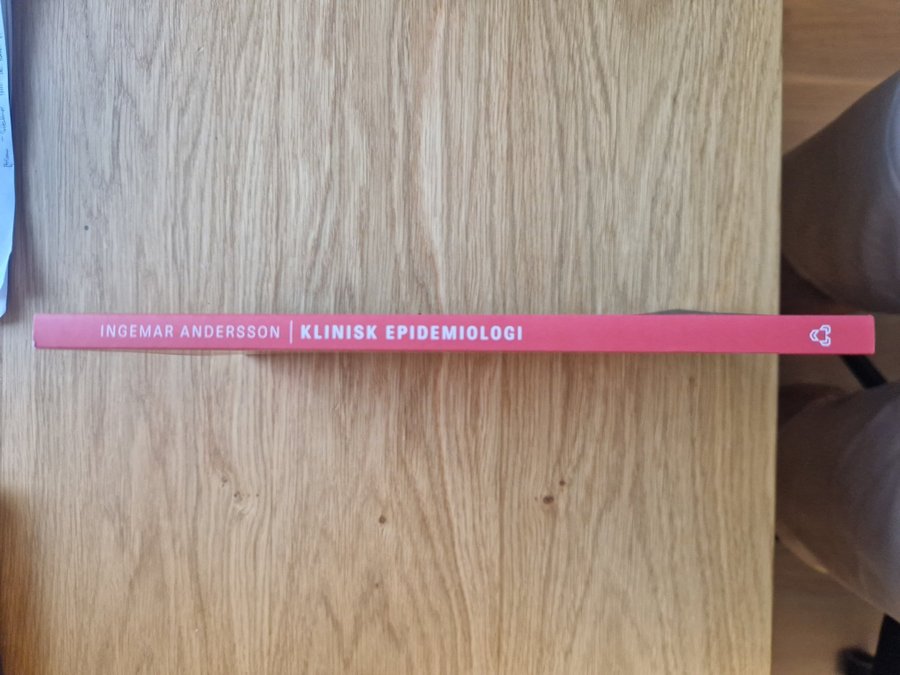 INGEMAR ANDERSSON | KLINISK EPIDEMIOLOGI